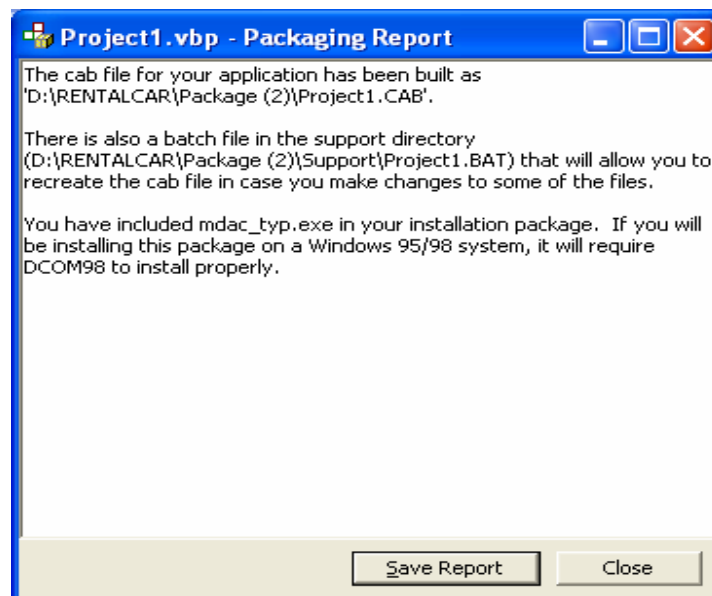 Project1.vbp - Packaging Report
The cab file for your application has been built as
'D:\RENTALCAR\Package (2)\Project1.CAB'.
There is also a batch file in the support directory
(D:\RENTALCAR\Package (2)\Support\Project1.BAT) that will allow you to
recreate the cab file in case you make changes to some of the files.
You have included mdac_typ.exe in your installation package.  If you will
be installing this package on a Windows 95/98 system, it will require
DCOM98 to install properly.
Save Report
Close